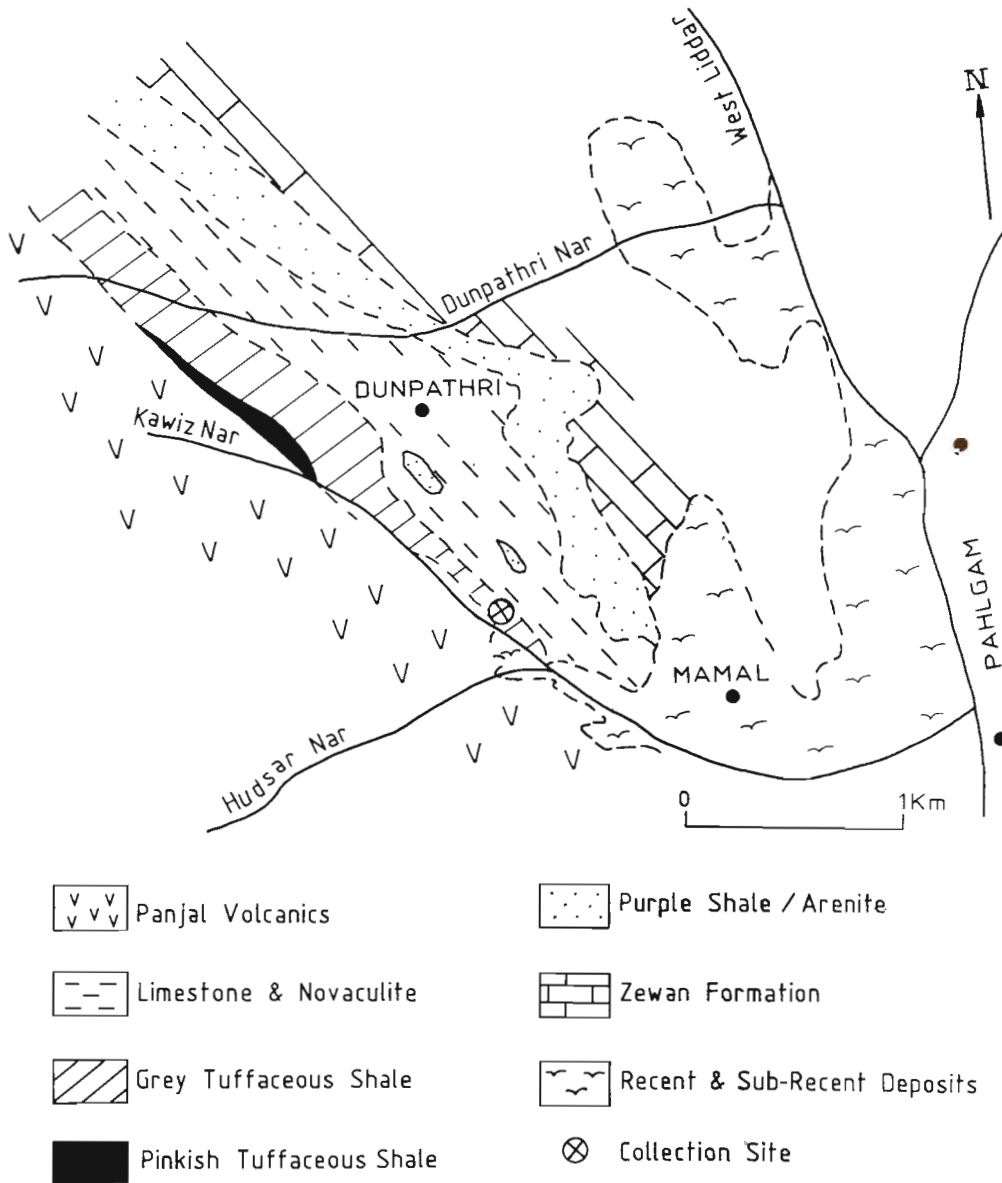 West Liddar
N
Dunpathri Nar
DUNPATHRI
Kawiz Nar
PAHLGAM
MAMAL
Hudsar Nar
0 1Km
Panjal Volcanics
Purple Shale / Arenite
Limestone & Novaculite
Zewan Formation
Grey Tuffaceous Shale
Recent & Sub-Recent Deposits
Pinkish Tuffaceous Shale
Collection Site